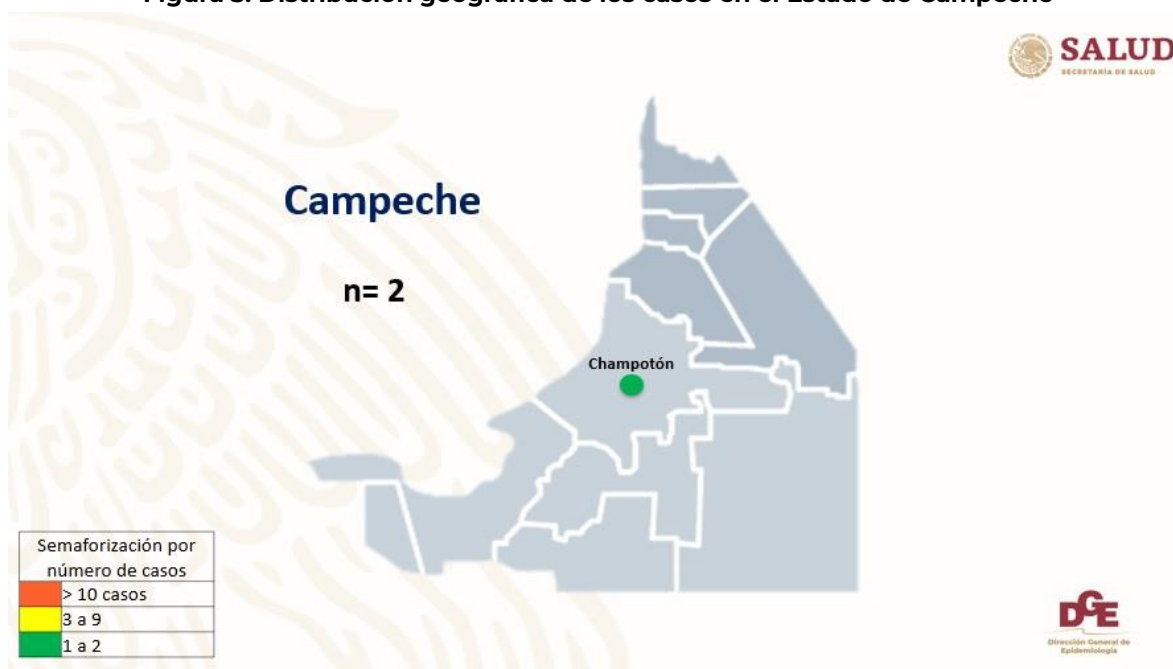 Figura 3. Distribución geográfica de los casos en el Estado de Campeche
SALUD
SECRETARÍA DE SALUD
Campeche
n= 2
Champotón
Semaforización por
número de casos
> 10 casos
3 a 9
1 a 2
DGE
Dirección General de
Epidemiología